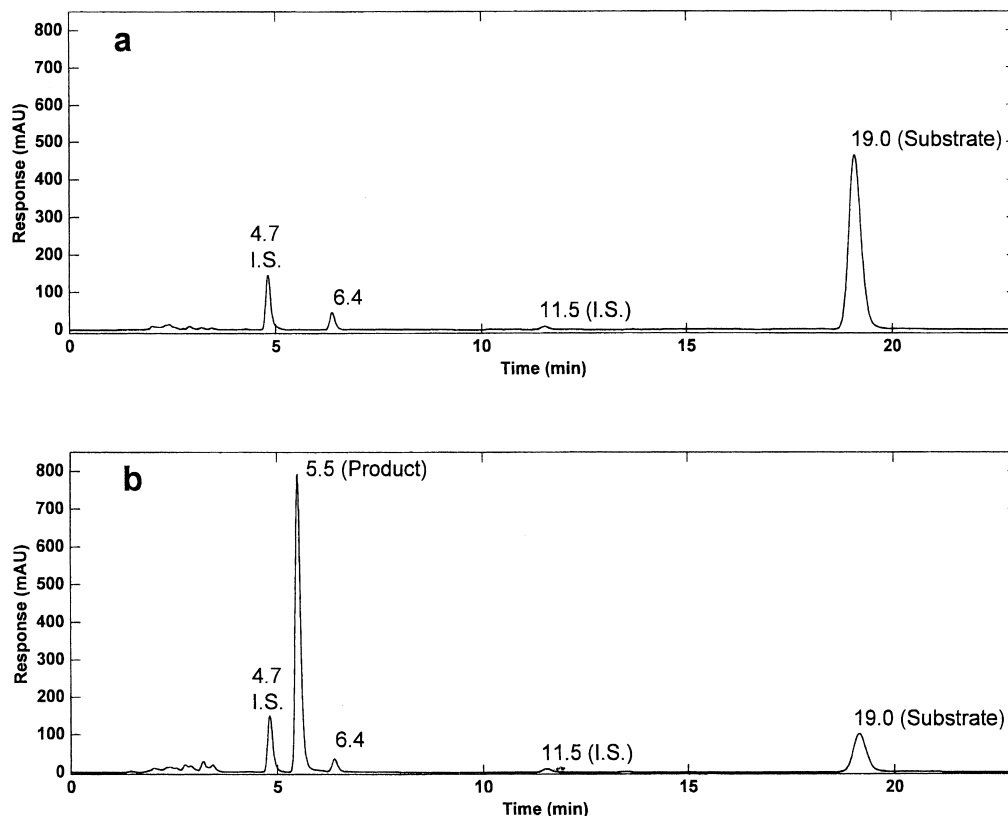 a
800
700
600
500
400
300
200
100
0
Response (mAU)
4.7
I.S.
6.4
11.5 (I.S.)
19.0 (Substrate)
0 5 10 15 20
Time (min)
b
800
700
600
500
400
300
200
100
0
Response (mAU)
5.5 (Product)
4.7
I.S.
6.4
11.5 (I.S.)
19.0 (Substrate)
0 5 10 15 20
Time (min)